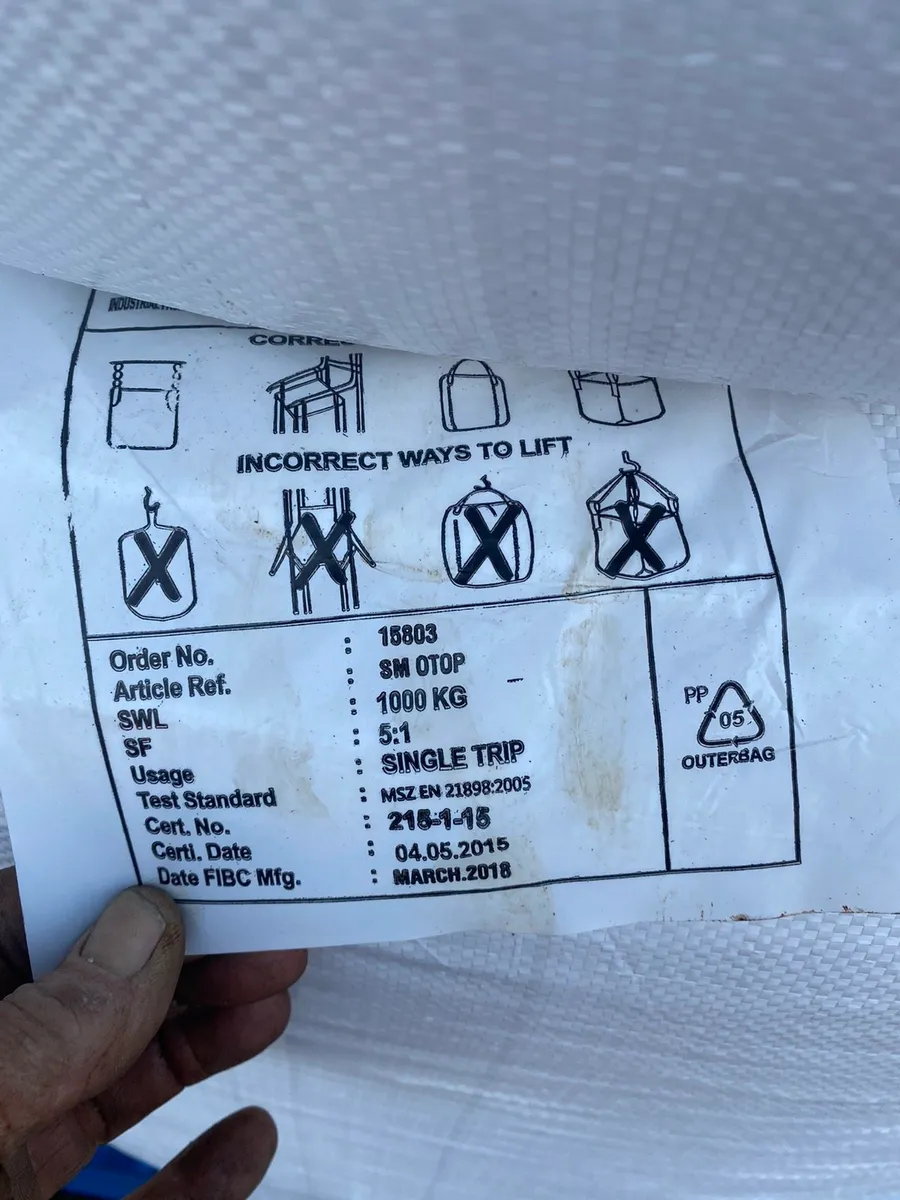 CORRE
INCORRECT WAYS TO LIFT
Order No. : 15803
Article Ref. : SM OTOP
SWL : 1000 KG
SF : 5:1
Usage : SINGLE TRIP
Test Standard : MSZ EN 21898:2005
Cert. No. : 215-1-15
Certi. Date : 04.05.2015
Date FIBC Mfg. : MARCH.2018
PP
05
OUTERBAG